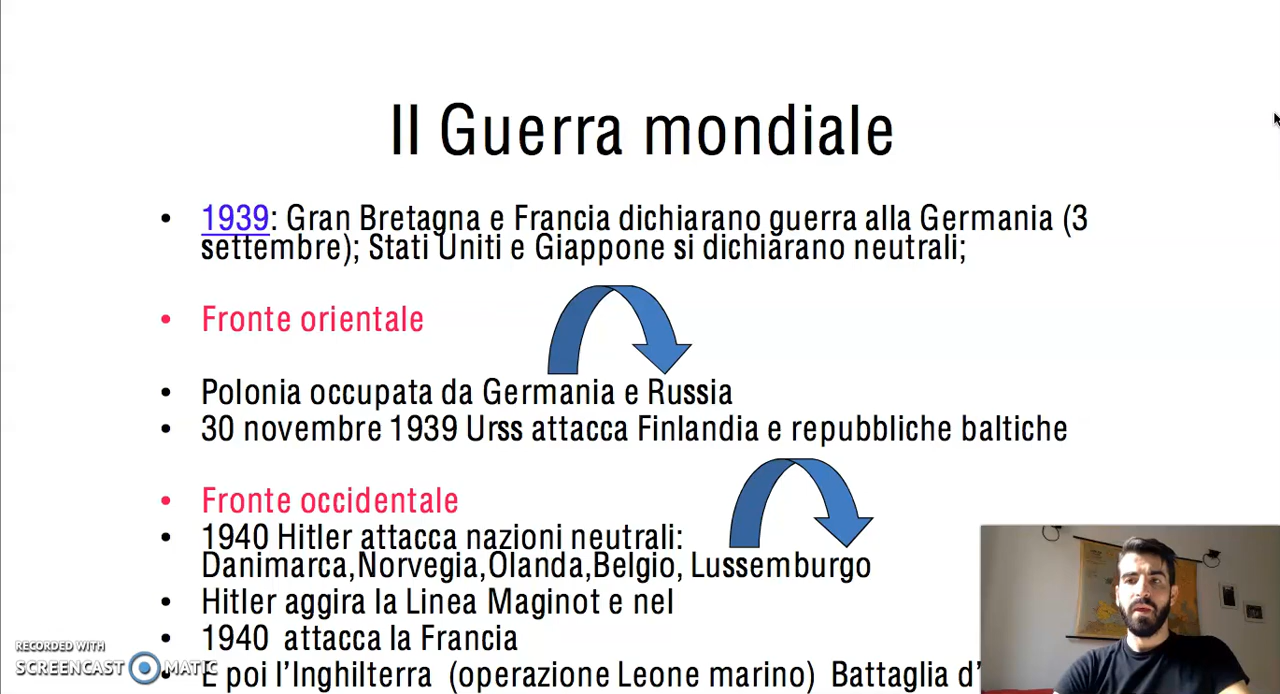 II Guerra mondiale
• 1939: Gran Bretagna e Francia dichiarano guerra alla Germania (3
settembre); Stati Uniti e Giappone si dichiarano neutrali;
• Fronte orientale
• Polonia occupata da Germania e Russia
• 30 novembre 1939 Urss attacca Finlandia e repubbliche baltiche
• Fronte occidentale
• 1940 Hitler attacca nazioni neutrali:
Danimarca,Norvegia,Olanda,Belgio, Lussemburgo
• Hitler aggira la Linea Maginot e nel
• 1940 attacca la Francia
• E poi l’Inghilterra (operazione Leone marino) Battaglia d’
RECORDED WITH
SCREENCAST MATIC